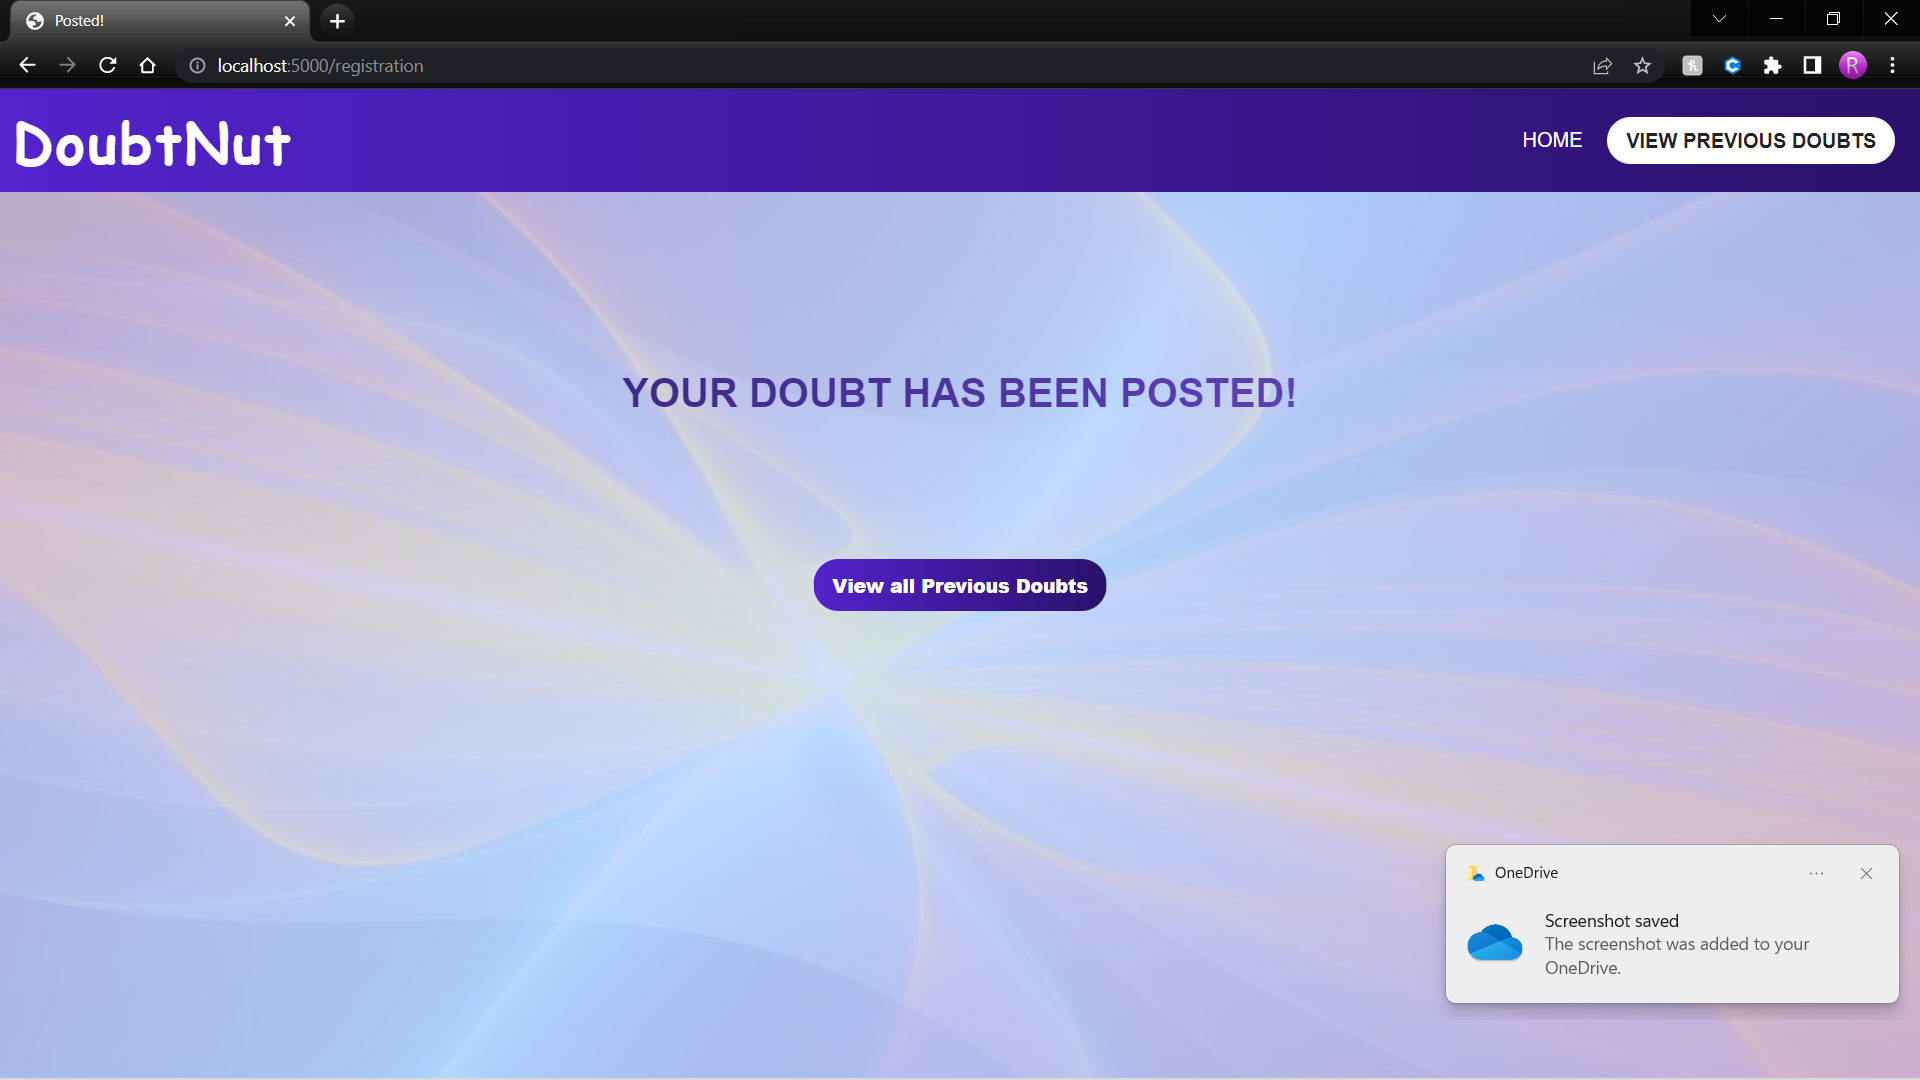 Posted!
localhost:5000/registration
R
DoubtNut
HOME
VIEW PREVIOUS DOUBTS
YOUR DOUBT HAS BEEN POSTED!
View all Previous Doubts
OneDrive
Screenshot saved
The screenshot was added to your
OneDrive.